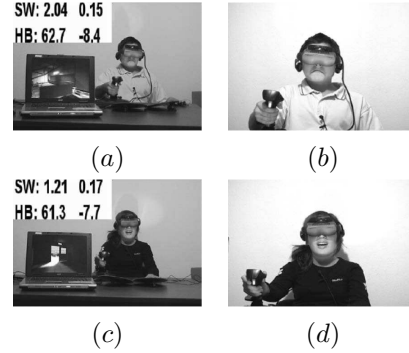 SW: 2.04 0.15
HB: 62.7 -8.4
(a)
(b)
SW: 1.21 0.17
HB: 61.3 -7.7
(c)
(d)